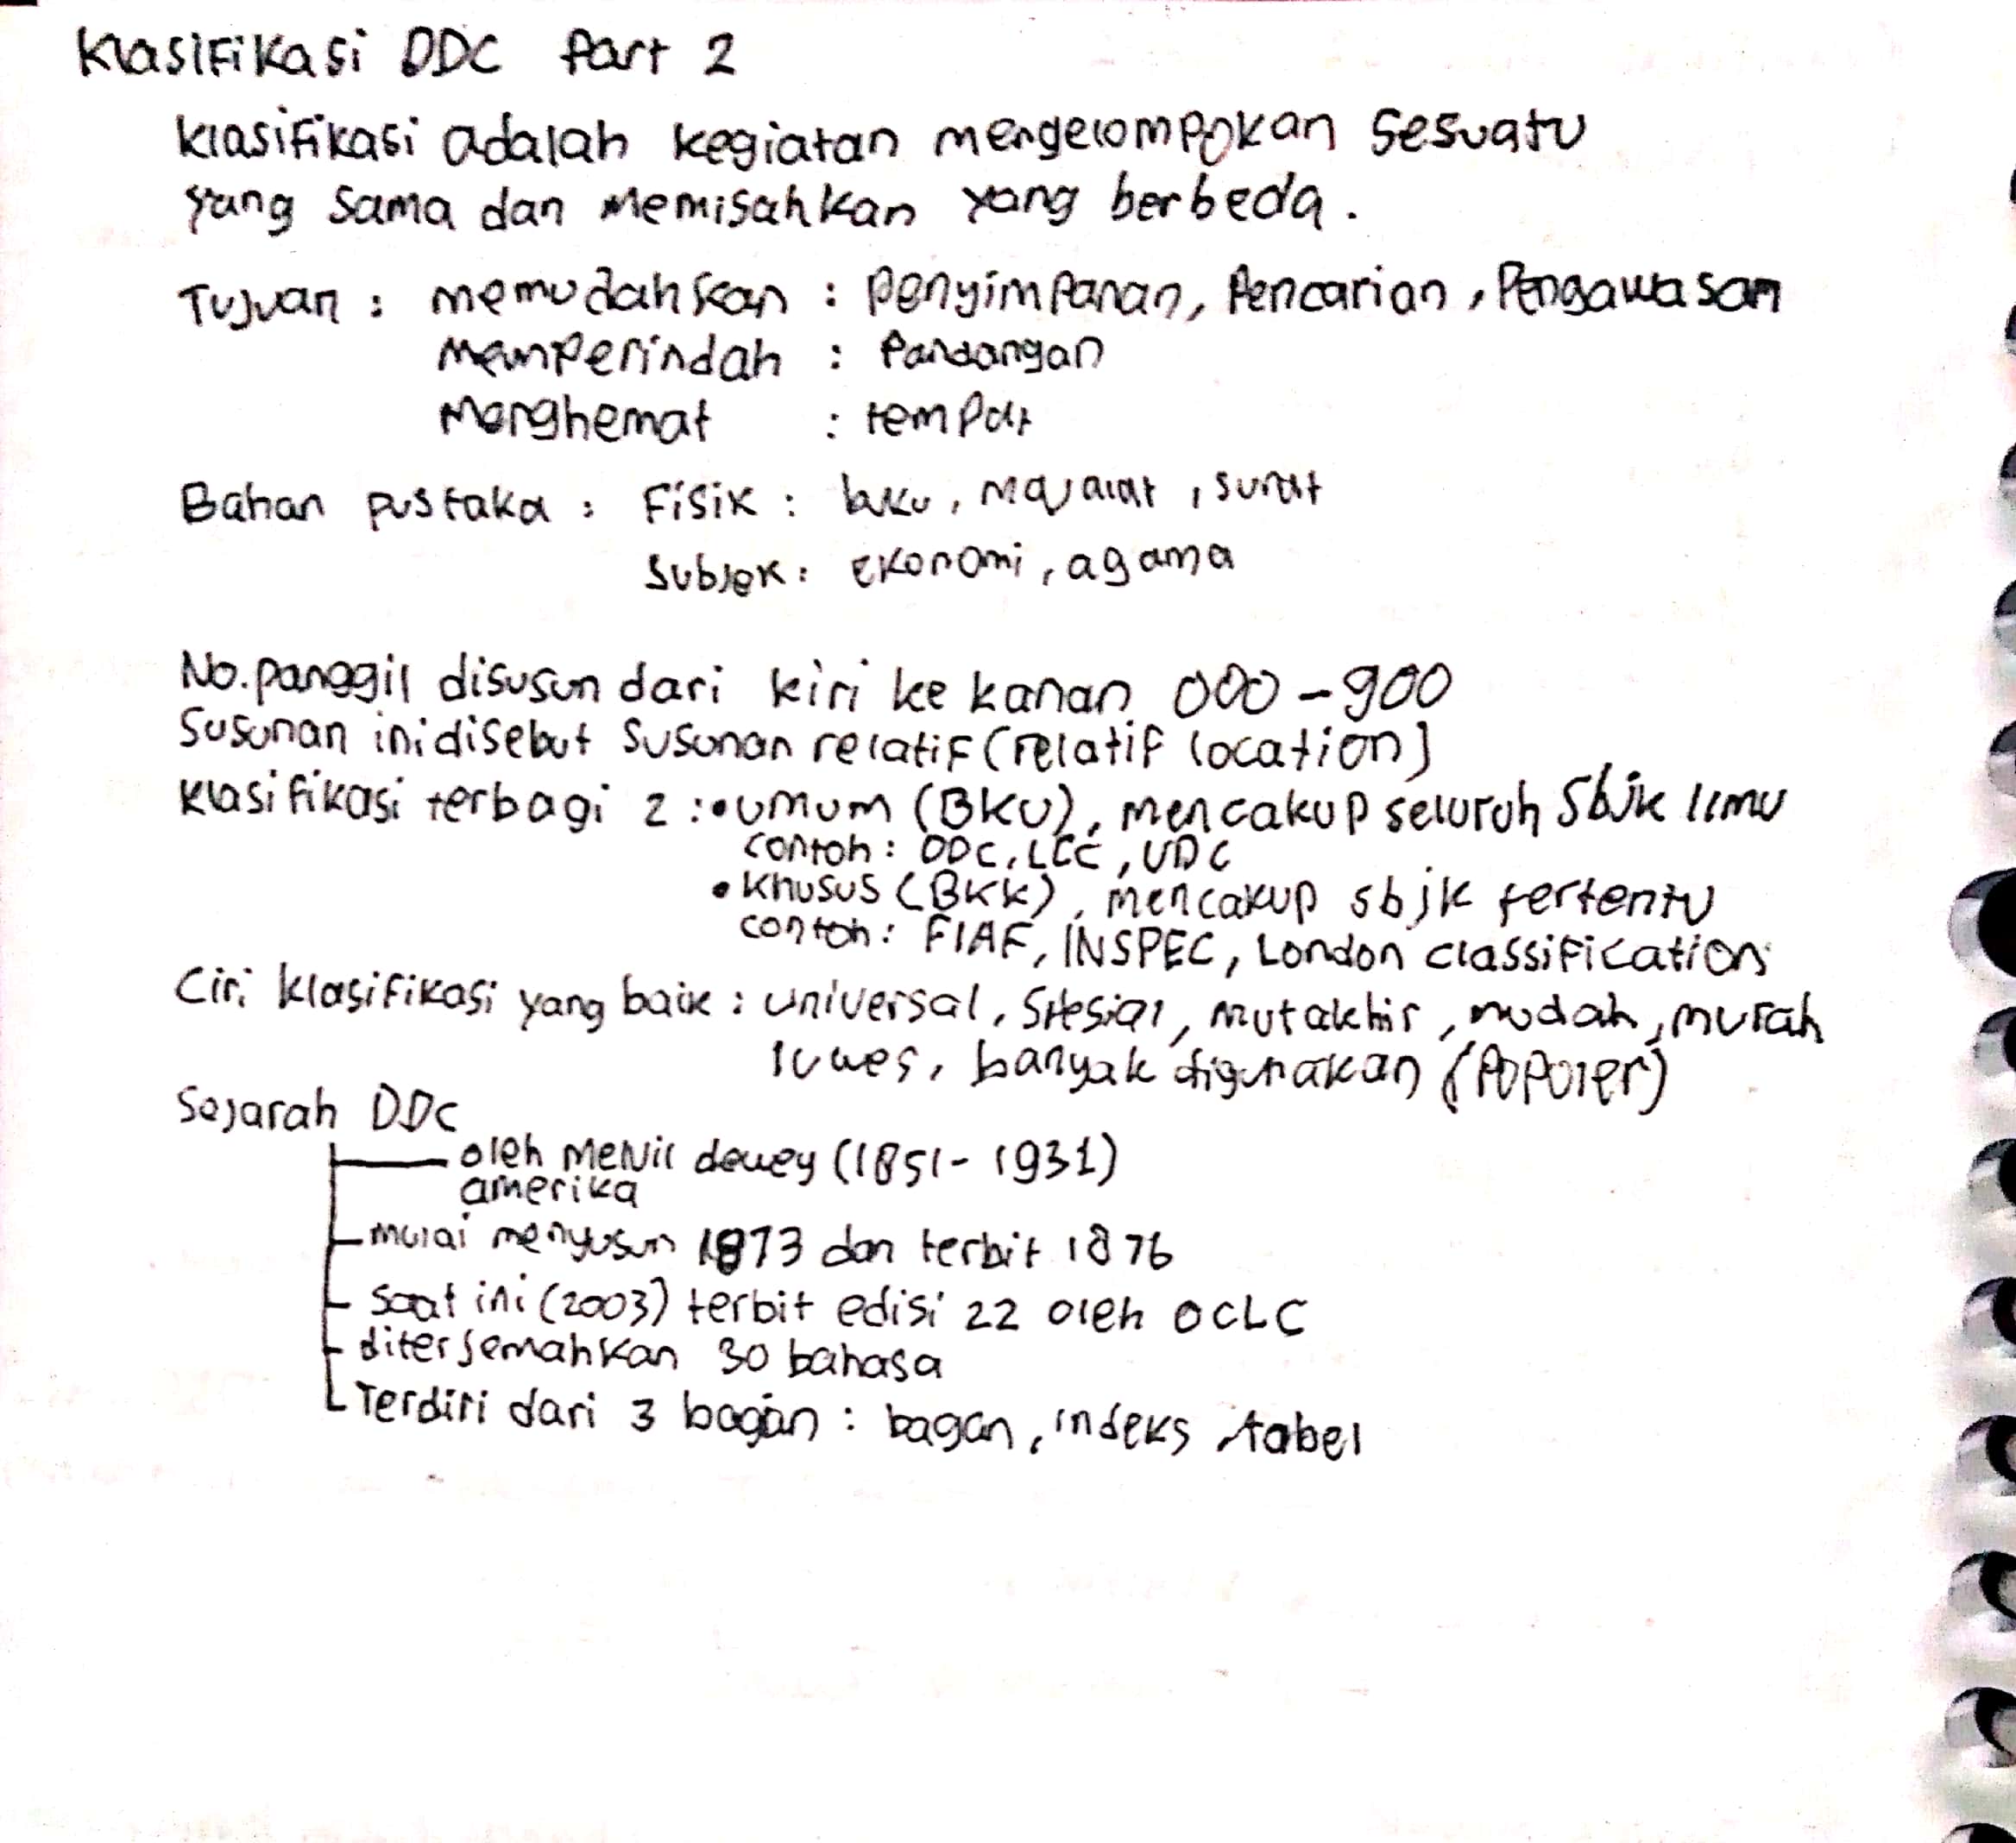 Klasifikasi DDC Part 2
klasifikasi adalah kegiatan mengelompokan sesuatu
yang sama dan memisahkan yang berbeda.
Tujuan : memudahkan : penyimpanan, Pencarian, Pengawasan
memperindah : Pandangan
Menghemat : tempat
Bahan pustaka : Fisik : buku, majalah, surat
Subjek : Ekonomi, agama
No. panggil disusun dari kiri ke kanan 000 - 900
Susunan ini disebut Susunan relatif (relatif location)
klasifikasi terbagi 2 : • umum (BKU), mencakup seluruh Sbjk Ilmu
contoh : DDC, LCC, UDC
• Khusus (BKK), mencakup sbjk tertentu
contoh : FIAF, INSPEC, London classification
Ciri klasifikasi yang baik : universal, Spesial, mutakhir, mudah, murah
luwes, banyak digunakan (Populer)
Sejarah DDC
oleh Melvil dewey (1851 - 1931)
amerika
mulai menyusun 1873 dan terbit 1876
saat ini (2003) terbit edisi 22 oleh OCLC
diterjemahkan 30 bahasa
Terdiri dari 3 bagian : bagan, indeks, tabel